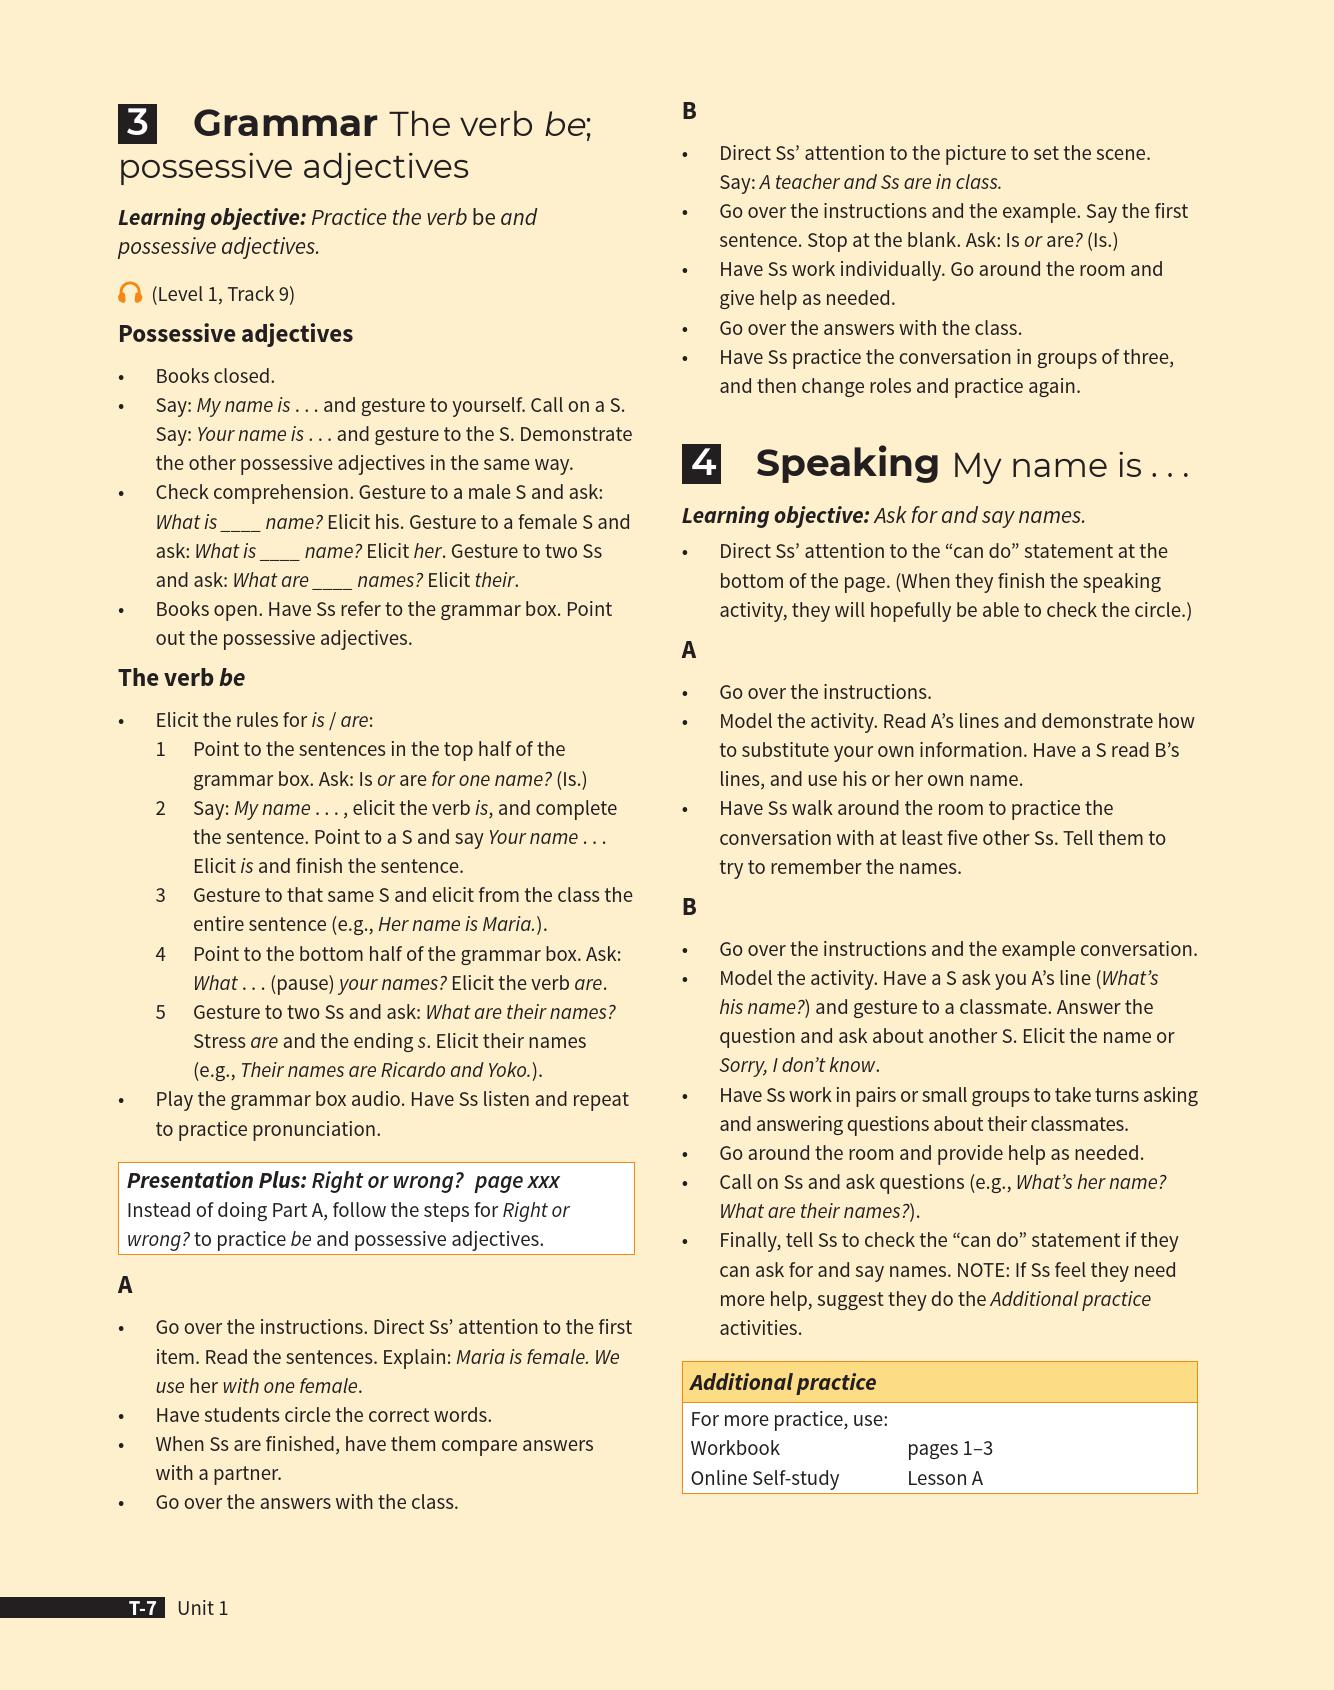 3 Grammar The verb be;
possessive adjectives
Learning objective: Practice the verb be and
possessive adjectives.
(Level 1, Track 9)
Possessive adjectives
• Books closed.
• Say: My name is . . . and gesture to yourself. Call on a S.
Say: Your name is . . . and gesture to the S. Demonstrate
the other possessive adjectives in the same way.
• Check comprehension. Gesture to a male S and ask:
What is ____ name? Elicit his. Gesture to a female S and
ask: What is ____ name? Elicit her. Gesture to two Ss
and ask: What are ____ names? Elicit their.
• Books open. Have Ss refer to the grammar box. Point
out the possessive adjectives.
The verb be
• Elicit the rules for is / are:
1 Point to the sentences in the top half of the
grammar box. Ask: Is or are for one name? (Is.)
2 Say: My name . . . , elicit the verb is, and complete
the sentence. Point to a S and say Your name . . .
Elicit is and finish the sentence.
3 Gesture to that same S and elicit from the class the
entire sentence (e.g., Her name is Maria.).
4 Point to the bottom half of the grammar box. Ask:
What . . . (pause) your names? Elicit the verb are.
5 Gesture to two Ss and ask: What are their names?
Stress are and the ending s. Elicit their names
(e.g., Their names are Ricardo and Yoko.).
• Play the grammar box audio. Have Ss listen and repeat
to practice pronunciation.
Presentation Plus: Right or wrong? page xxx
Instead of doing Part A, follow the steps for Right or
wrong? to practice be and possessive adjectives.
A
• Go over the instructions. Direct Ss’ attention to the first
item. Read the sentences. Explain: Maria is female. We
use her with one female.
• Have students circle the correct words.
• When Ss are finished, have them compare answers
with a partner.
• Go over the answers with the class.
B
• Direct Ss’ attention to the picture to set the scene.
Say: A teacher and Ss are in class.
• Go over the instructions and the example. Say the first
sentence. Stop at the blank. Ask: Is or are? (Is.)
• Have Ss work individually. Go around the room and
give help as needed.
• Go over the answers with the class.
• Have Ss practice the conversation in groups of three,
and then change roles and practice again.
4 Speaking My name is . . .
Learning objective: Ask for and say names.
• Direct Ss’ attention to the “can do” statement at the
bottom of the page. (When they finish the speaking
activity, they will hopefully be able to check the circle.)
A
• Go over the instructions.
• Model the activity. Read A’s lines and demonstrate how
to substitute your own information. Have a S read B’s
lines, and use his or her own name.
• Have Ss walk around the room to practice the
conversation with at least five other Ss. Tell them to
try to remember the names.
B
• Go over the instructions and the example conversation.
• Model the activity. Have a S ask you A’s line (What’s
his name?) and gesture to a classmate. Answer the
question and ask about another S. Elicit the name or
Sorry, I don’t know.
• Have Ss work in pairs or small groups to take turns asking
and answering questions about their classmates.
• Go around the room and provide help as needed.
• Call on Ss and ask questions (e.g., What’s her name?
What are their names?).
• Finally, tell Ss to check the “can do” statement if they
can ask for and say names. NOTE: If Ss feel they need
more help, suggest they do the Additional practice
activities.
Additional practice
For more practice, use:
Workbook pages 1–3
Online Self-study Lesson A
T-7 Unit 1